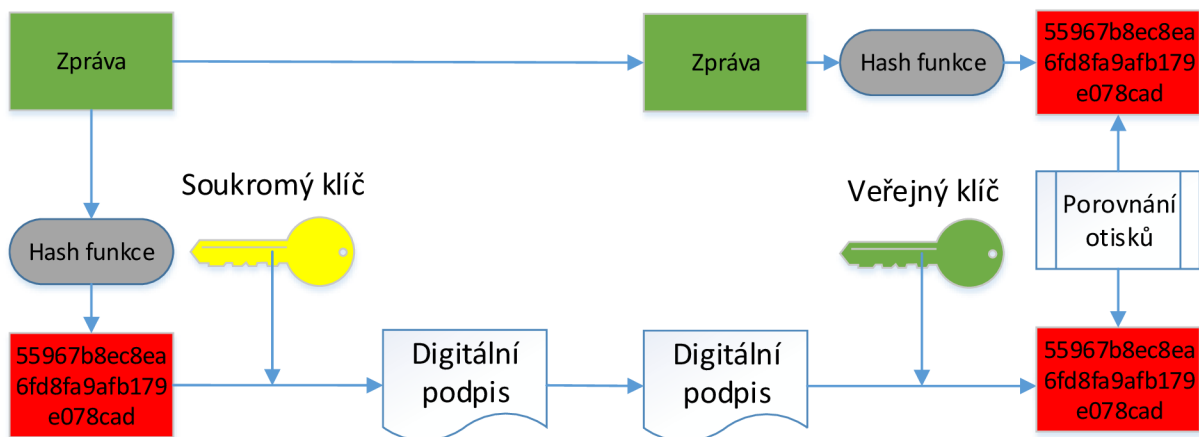 Zpráva
Zpráva
Hash funkce
55967b8ec8ea
6fd8fa9afb179
e078cad
Soukromý klíč
Veřejný klíč
Porovnání
otisků
Hash funkce
55967b8ec8ea
6fd8fa9afb179
e078cad
Digitální
podpis
Digitální
podpis
55967b8ec8ea
6fd8fa9afb179
e078cad